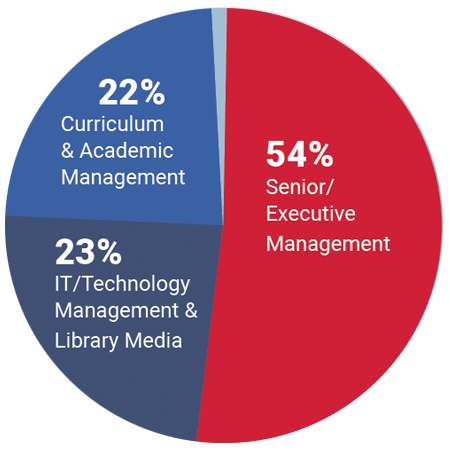 22%
Curriculum
& Academic
Management
54%
Senior/
Executive
Management
23%
IT/Technology
Management &
Library Media